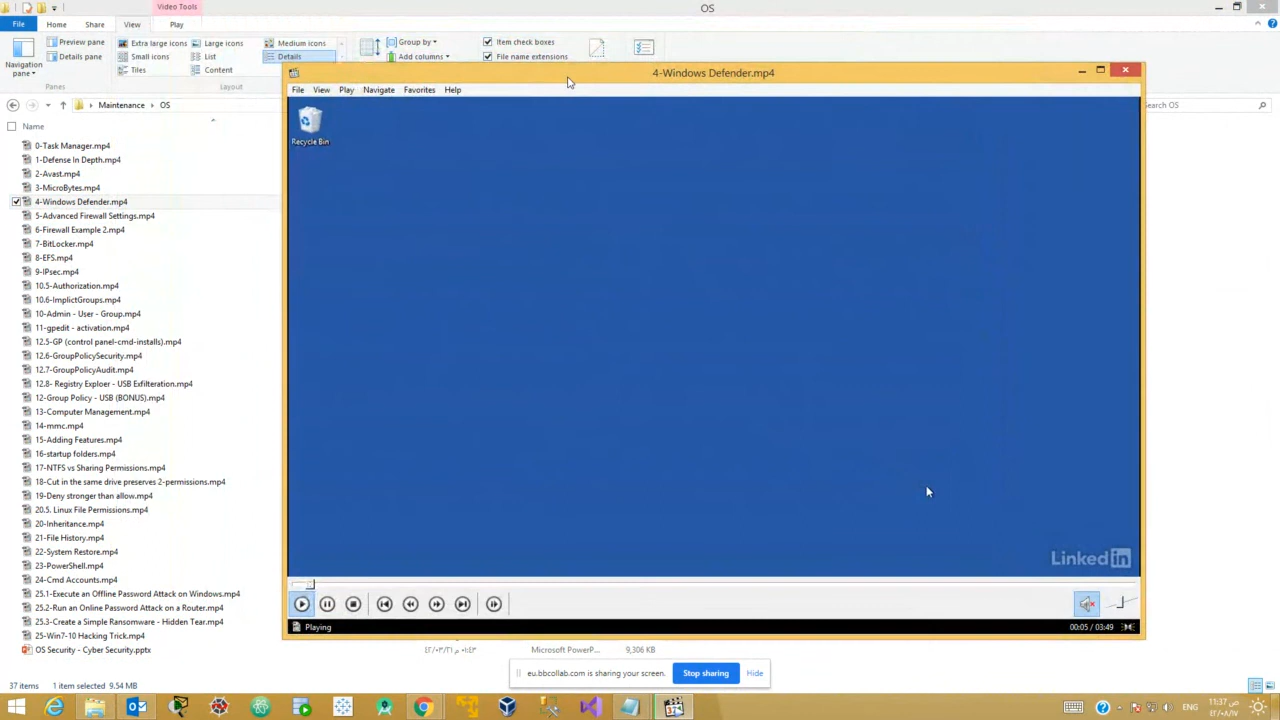 Video Tools
OS
File Home Share View Play
Navigation pane
Preview pane
Details pane
Panes
Extra large icons Large icons Medium icons
Small icons List Details
Tiles Content
Layout
Group by
Add columns
Item check boxes
File name extensions
Maintenance OS
Search OS
Name
0-Task Manager.mp4
1-Defense In Depth.mp4
2-Avast.mp4
3-MicroBytes.mp4
4-Windows Defender.mp4
5-Advanced Firewall Settings.mp4
6-Firewall Example 2.mp4
7-BitLocker.mp4
8-EFS.mp4
9-IPsec.mp4
10.5-Authorization.mp4
10.6-ImplictGroups.mp4
10-Admin - User - Group.mp4
11-gpedit - activation.mp4
12.5-GP (control panel-cmd-installs).mp4
12.6-GroupPolicySecurity.mp4
12.7-GroupPolicyAudit.mp4
12.8- Registry Exploer - USB Exfilteration.mp4
12-Group Policy - USB (BONUS).mp4
13-Computer Management.mp4
14-mmc.mp4
15-Adding Features.mp4
16-startup folders.mp4
17-NTFS vs Sharing Permissions.mp4
18-Cut in the same drive preserves 2-permissions.mp4
19-Deny stronger than allow.mp4
20.5. Linux File Permissions.mp4
20-Inheritance.mp4
21-File History.mp4
22-System Restore.mp4
23-PowerShell.mp4
24-Cmd Accounts.mp4
25.1-Execute an Offline Password Attack on Windows.mp4
25.2-Run an Online Password Attack on a Router.mp4
25.3-Create a Simple Ransomware - Hidden Tear.mp4
25-Win7-10 Hacking Trick.mp4
OS Security - Cyber Security.pptx
Microsoft PowerP... 9,306 KB
4-Windows Defender.mp4
File View Play Navigate Favorites Help
Recycle Bin
LinkedIn
Playing
00:05 / 03:49
eu.bbcollab.com is sharing your screen. Stop sharing Hide
37 items 1 item selected 9.54 MB
ENG
11:37 ص